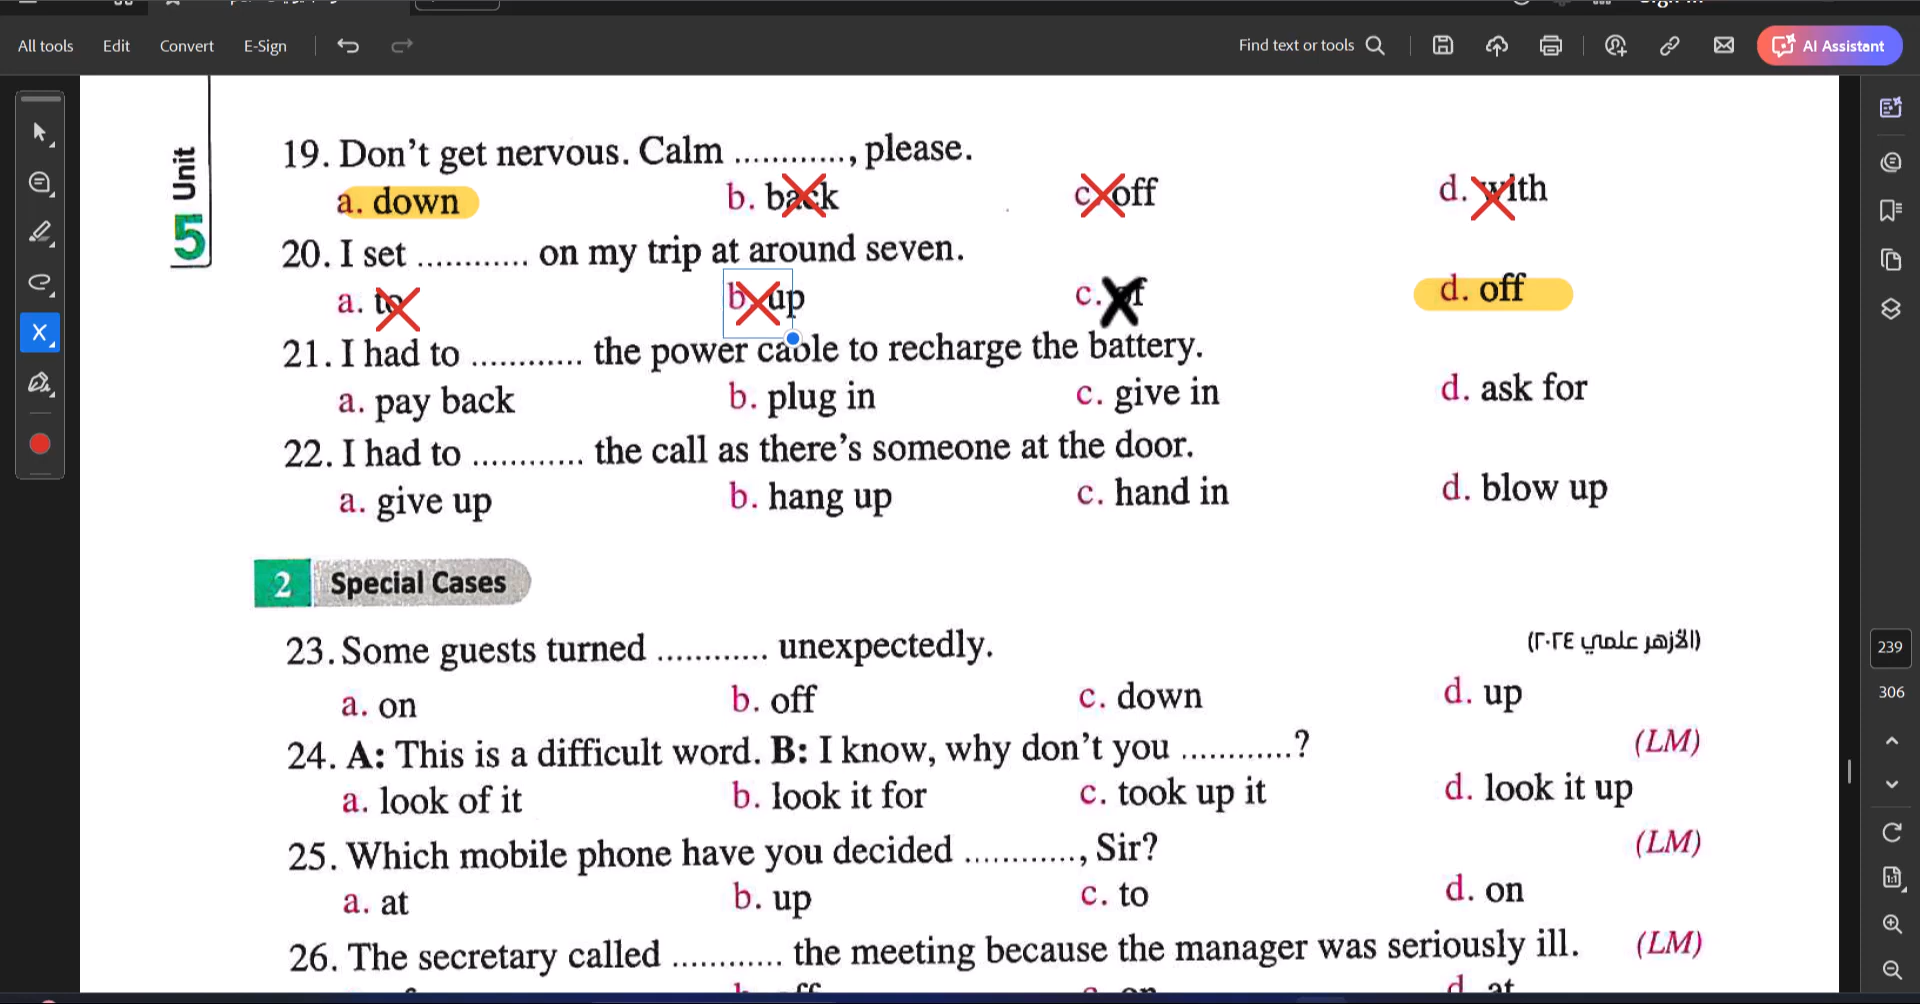 All tools Edit Convert E-Sign Find text or tools AI Assistant
Unit 5
19. Don't get nervous. Calm ............, please.
a. down b. back c. off d. with
20. I set ............ on my trip at around seven.
a. to b. up c. d. off
21. I had to ............ the power cable to recharge the battery.
a. pay back b. plug in c. give in d. ask for
22. I had to ............ the call as there's someone at the door.
a. give up b. hang up c. hand in d. blow up
2 Special Cases
23. Some guests turned ............ unexpectedly. (الأزهر علمي ٢٠٢٤)
a. on b. off c. down d. up
24. A: This is a difficult word. B: I know, why don't you ............? (LM)
a. look of it b. look it for c. took up it d. look it up
25. Which mobile phone have you decided ............, Sir? (LM)
a. at b. up c. to d. on
26. The secretary called ............ the meeting because the manager was seriously ill. (LM)
d. at
239
306